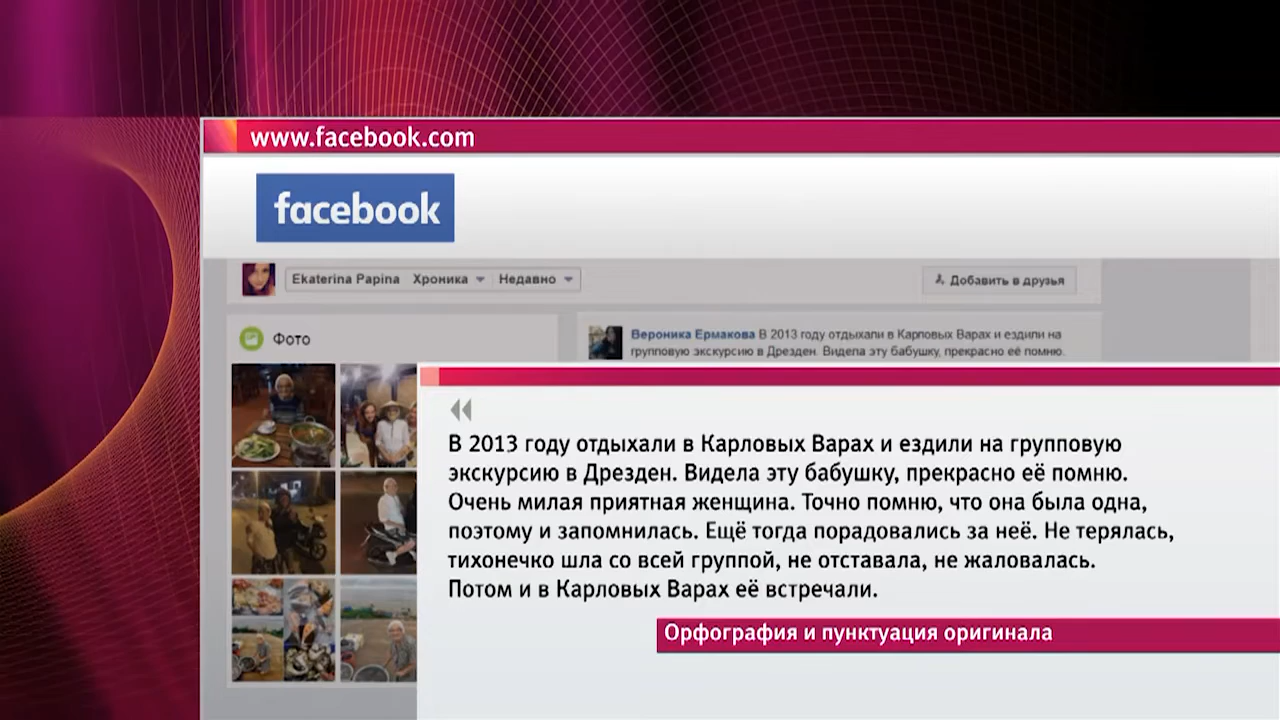 www.facebook.com
facebook
Ekaterina Papina Хроника Недавно
Добавить в друзья
Фото
Вероника Ермакова В 2013 году отдыхали в Карловых Варах и ездили на
групповую экскурсию в Дрезден. Видела эту бабушку, прекрасно её помню.
В 2013 году отдыхали в Карловых Варах и ездили на групповую
экскурсию в Дрезден. Видела эту бабушку, прекрасно её помню.
Очень милая приятная женщина. Точно помню, что она была одна,
поэтому и запомнилась. Ещё тогда порадовались за неё. Не терялась,
тихонечко шла со всей группой, не отставала, не жаловалась.
Потом и в Карловых Варах её встречали.
Орфография и пунктуация оригинала